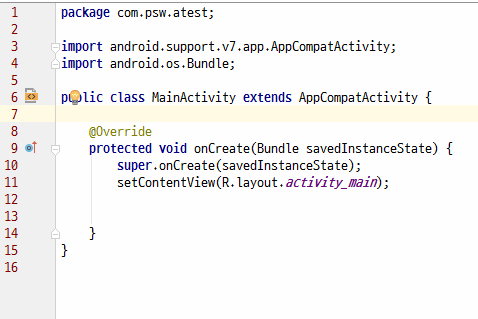 1 package com.psw.atest;
2
3 import android.support.v7.app.AppCompatActivity;
4 import android.os.Bundle;
5
6 public class MainActivity extends AppCompatActivity {
7
8 @Override
9 protected void onCreate(Bundle savedInstanceState) {
10 super.onCreate(savedInstanceState);
11 setContentView(R.layout.activity_main);
12
13
14 }
15 }
16